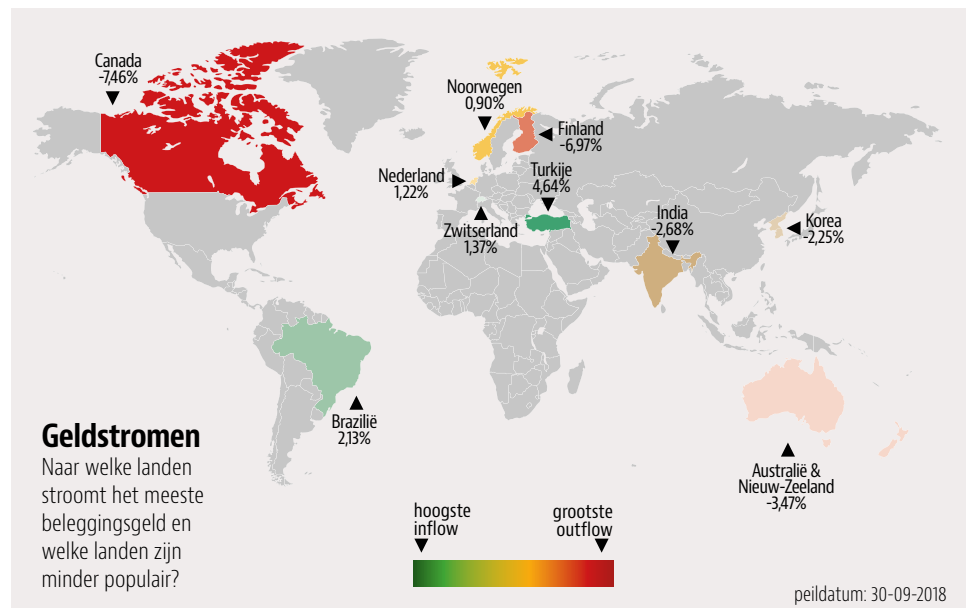 Canada
-7,46%
Noorwegen
0,90%
Finland
-6,97%
Nederland
1,22%
Turkije
4,64%
Zwitserland
1,37%
India
-2,68%
Korea
-2,25%
Brazilië
2,13%
Australië &
Nieuw-Zeeland
-3,47%
Geldstromen
Naar welke landen
stroomt het meeste
beleggingsgeld en
welke landen zijn
minder populair?
hoogste
inflow
grootste
outflow
peildatum: 30-09-2018